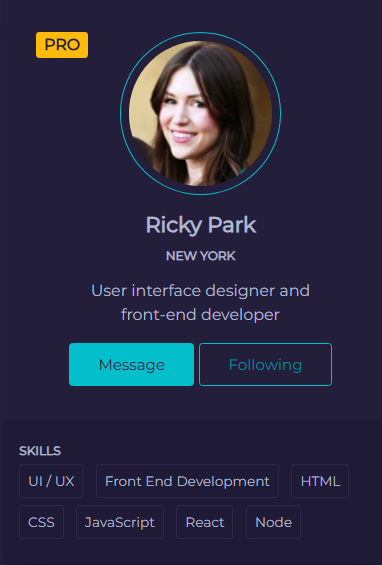 PRO
Ricky Park
NEW YORK
User interface designer and
front-end developer
Message Following
SKILLS
UI / UX Front End Development HTML
CSS JavaScript React Node